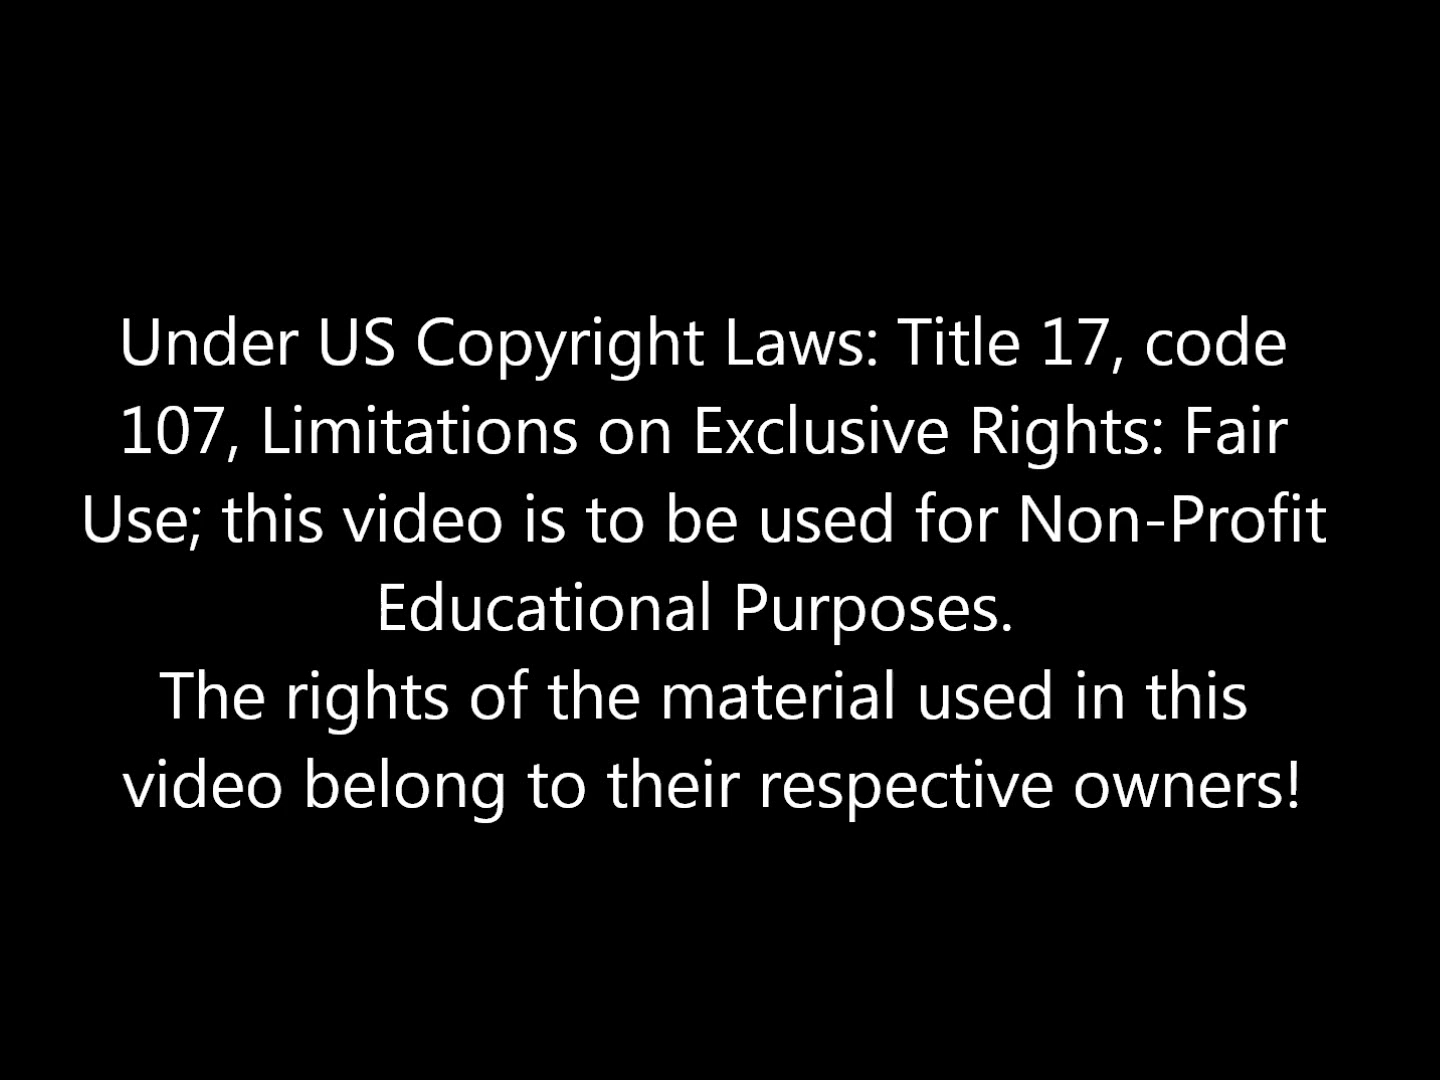 Under US Copyright Laws: Title 17, code
107, Limitations on Exclusive Rights: Fair
Use; this video is to be used for Non-Profit
Educational Purposes.
The rights of the material used in this
video belong to their respective owners!